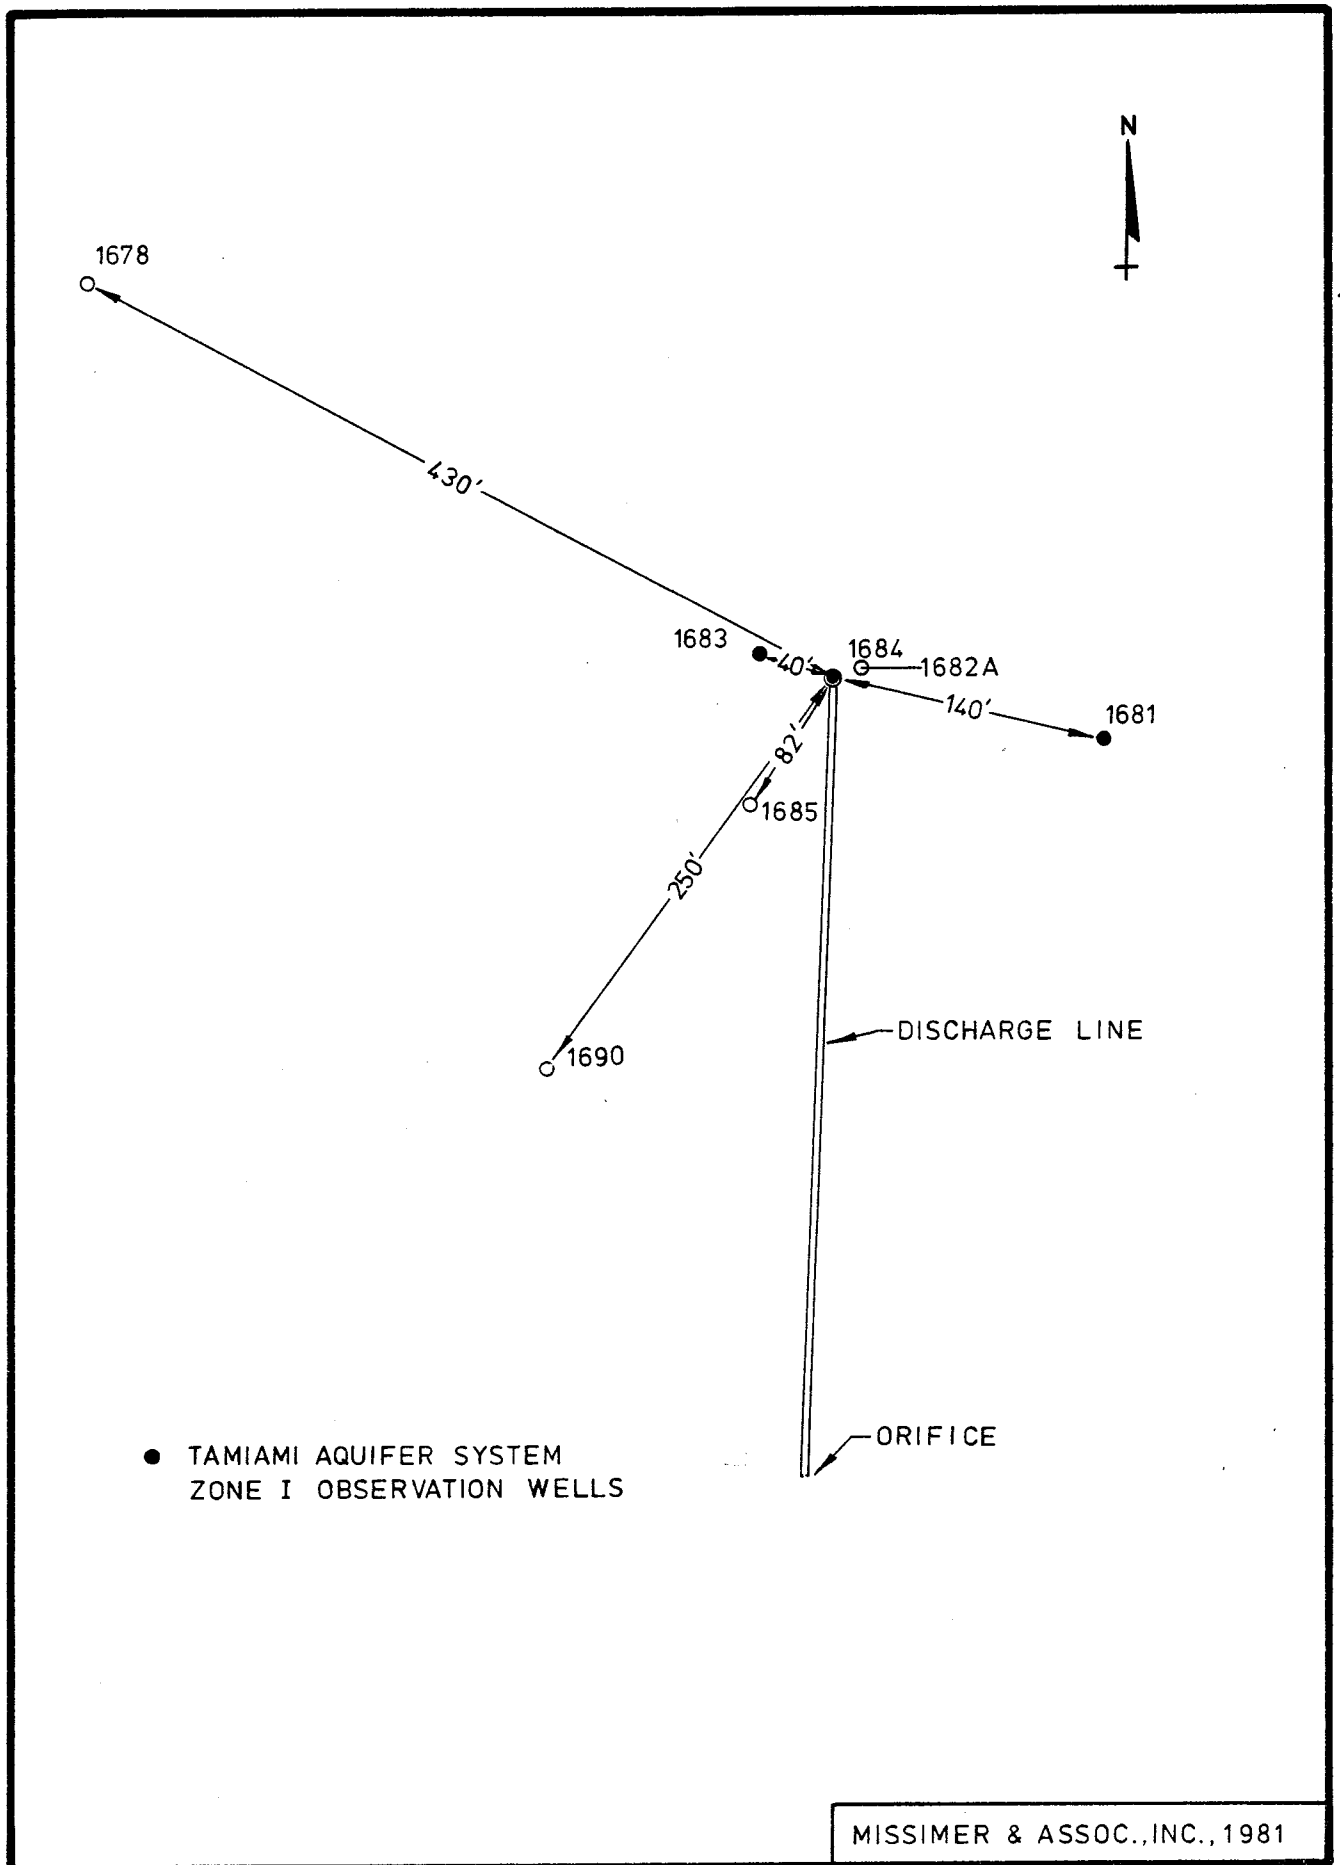 N
1678
430'
1683
40'
1684
1682A
140'
1681
82'
1685
250'
1690
DISCHARGE LINE
ORIFICE
● TAMIAMI AQUIFER SYSTEM
ZONE I OBSERVATION WELLS
MISSIMER & ASSOC.,INC.,1981